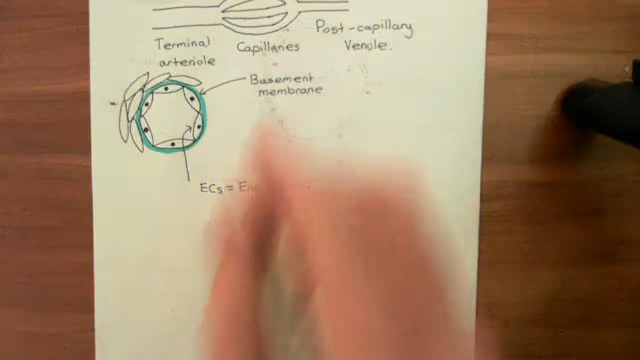 Terminal
arteriole
Capillaries
Post-capillary
Venule.
Basement
membrane
ECs =